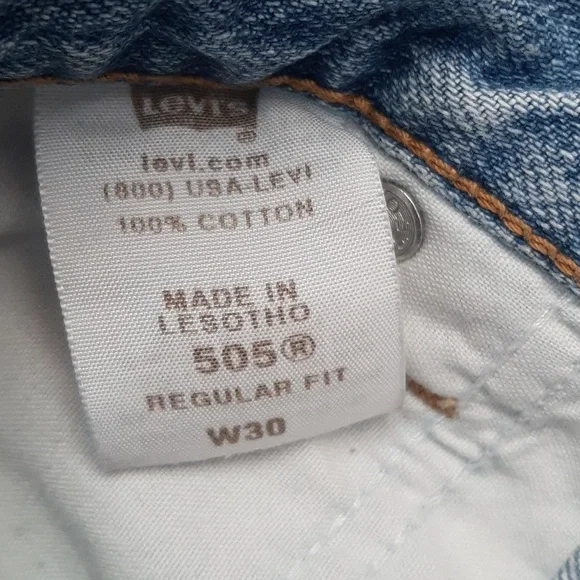 Levi's
®
levi.com
(800) USA-LEVI
100% COTTON
MADE IN
LESOTHO
505®
REGULAR FIT
W30